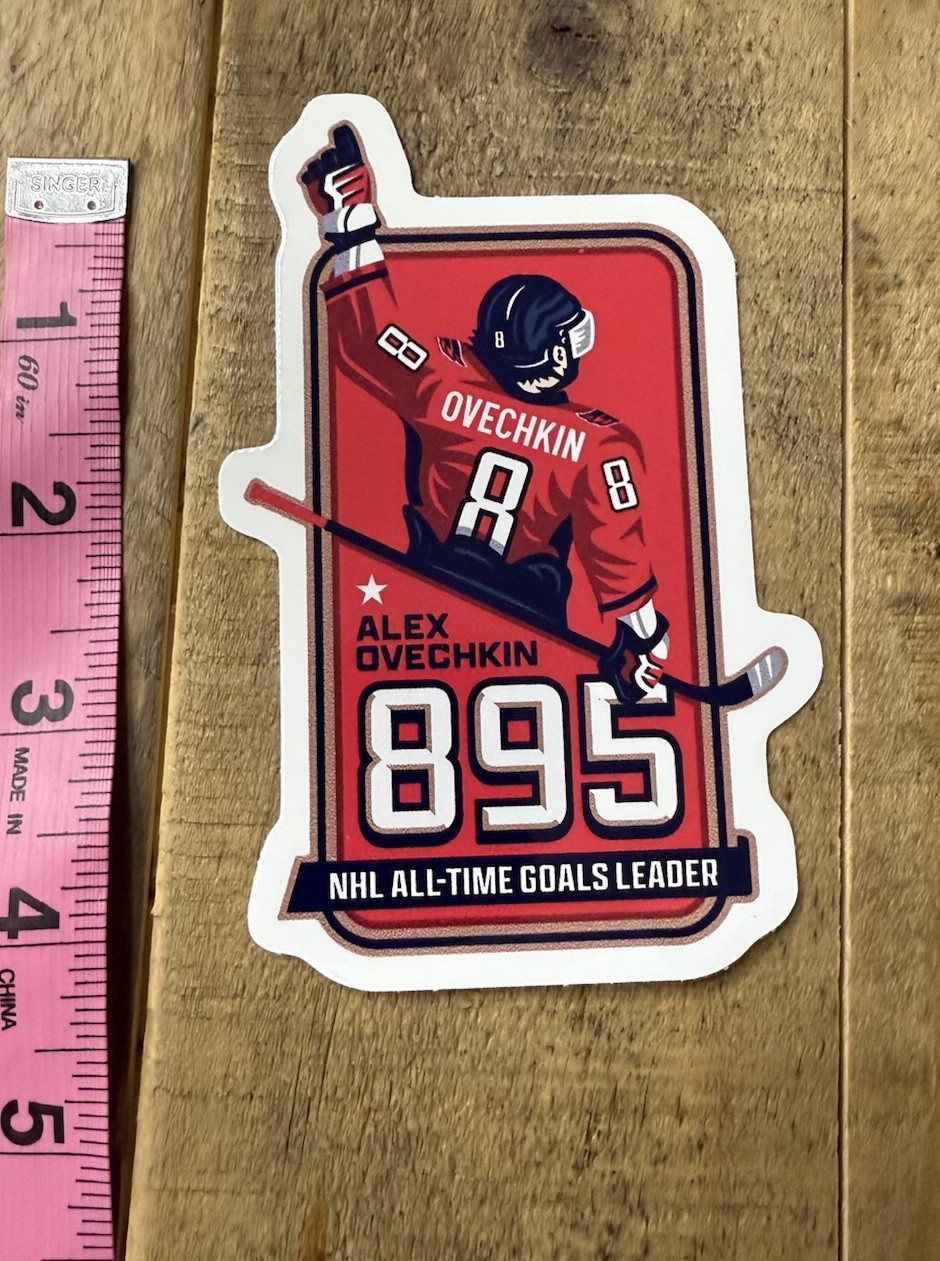 SINGER
1
60 in
2
3
MADE IN
4
CHINA
5
8
8
OVECHKIN
8
8
ALEX
OVECHKIN
895
NHL ALL-TIME GOALS LEADER